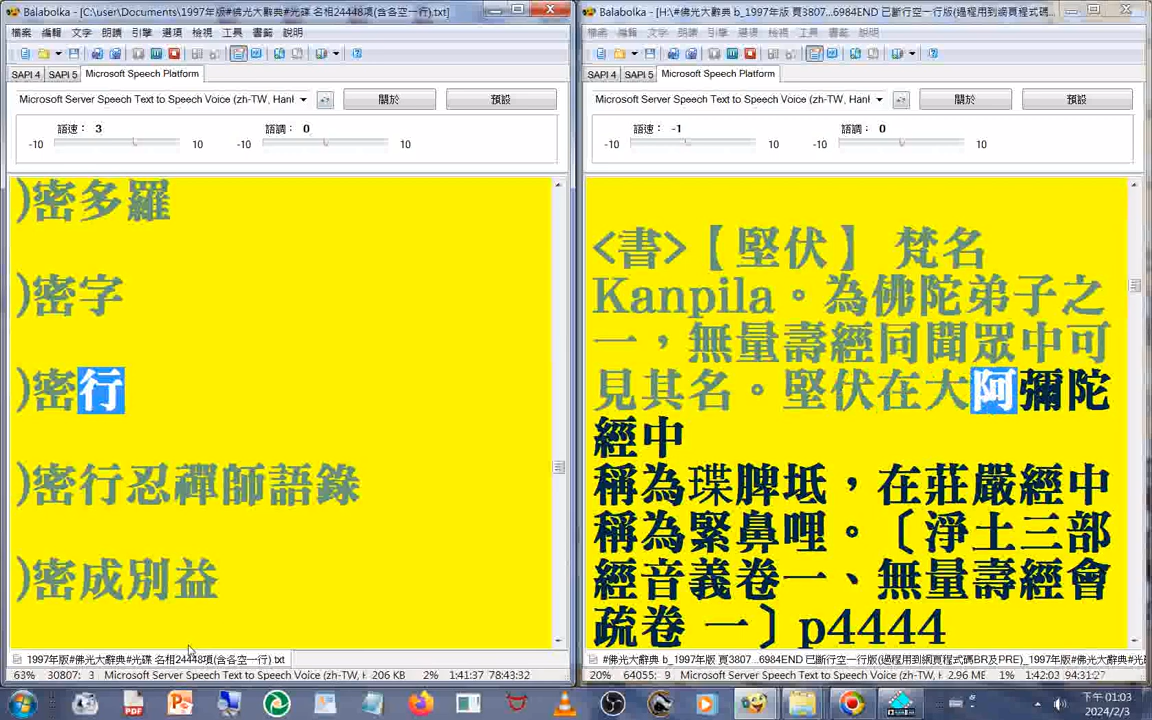 Balabolka - [C:\user\Documents\1997年版#佛光大辭典#光碟 名相24448項(含各空一行).txt]
檔案 編輯 文字 朗讀 引擎 選項 檢視 工具 書籤 說明
SAPI 4 SAPI 5 Microsoft Speech Platform
Microsoft Server Speech Text to Speech Voice (zh-TW, Hanl
關於 預設
語速： 3 語調： 0
-10 10 -10 10
)密多羅
)密字
)密行
)密行忍禪師語錄
)密成別益
1997年版#佛光大辭典#光碟 名相24448項(含各空一行).txt
63% 30807: 3 Microsoft Server Speech Text to Speech Voice (zh-TW, H 206 KB 2% 1:41:37 78:43:32
Balabolka - [H:\#佛光大辭典 b_1997年版 頁3807...6984END 已斷行空一行版(過程用到網頁程式碼...
檔案 編輯 文字 朗讀 引擎 選項 檢視 工具 書籤 說明
SAPI 4 SAPI 5 Microsoft Speech Platform
Microsoft Server Speech Text to Speech Voice (zh-TW, Hanl
關於 預設
語速： -1 語調： 0
-10 10 -10 10
<書>【堅伏】 梵名
Kanpila。為佛陀弟子之
一，無量壽經同聞眾中可
見其名。堅伏在大阿彌陀
經中
稱為瑈脾坻，在莊嚴經中
稱為緊鼻哩。〔淨土三部
經音義卷一、無量壽經會
疏卷 一〕p4444
#佛光大辭典 b_1997年版 頁3807...6984END 已斷行空一行版(過程用到網頁程式碼BR及PRE)_1997年版#光
20% 64055: 9 Microsoft Server Speech Text to Speech Voice (zh-TW, H 2.96 MB 1% 1:42:02 94:31:27
下午 01:03
2024/2/3